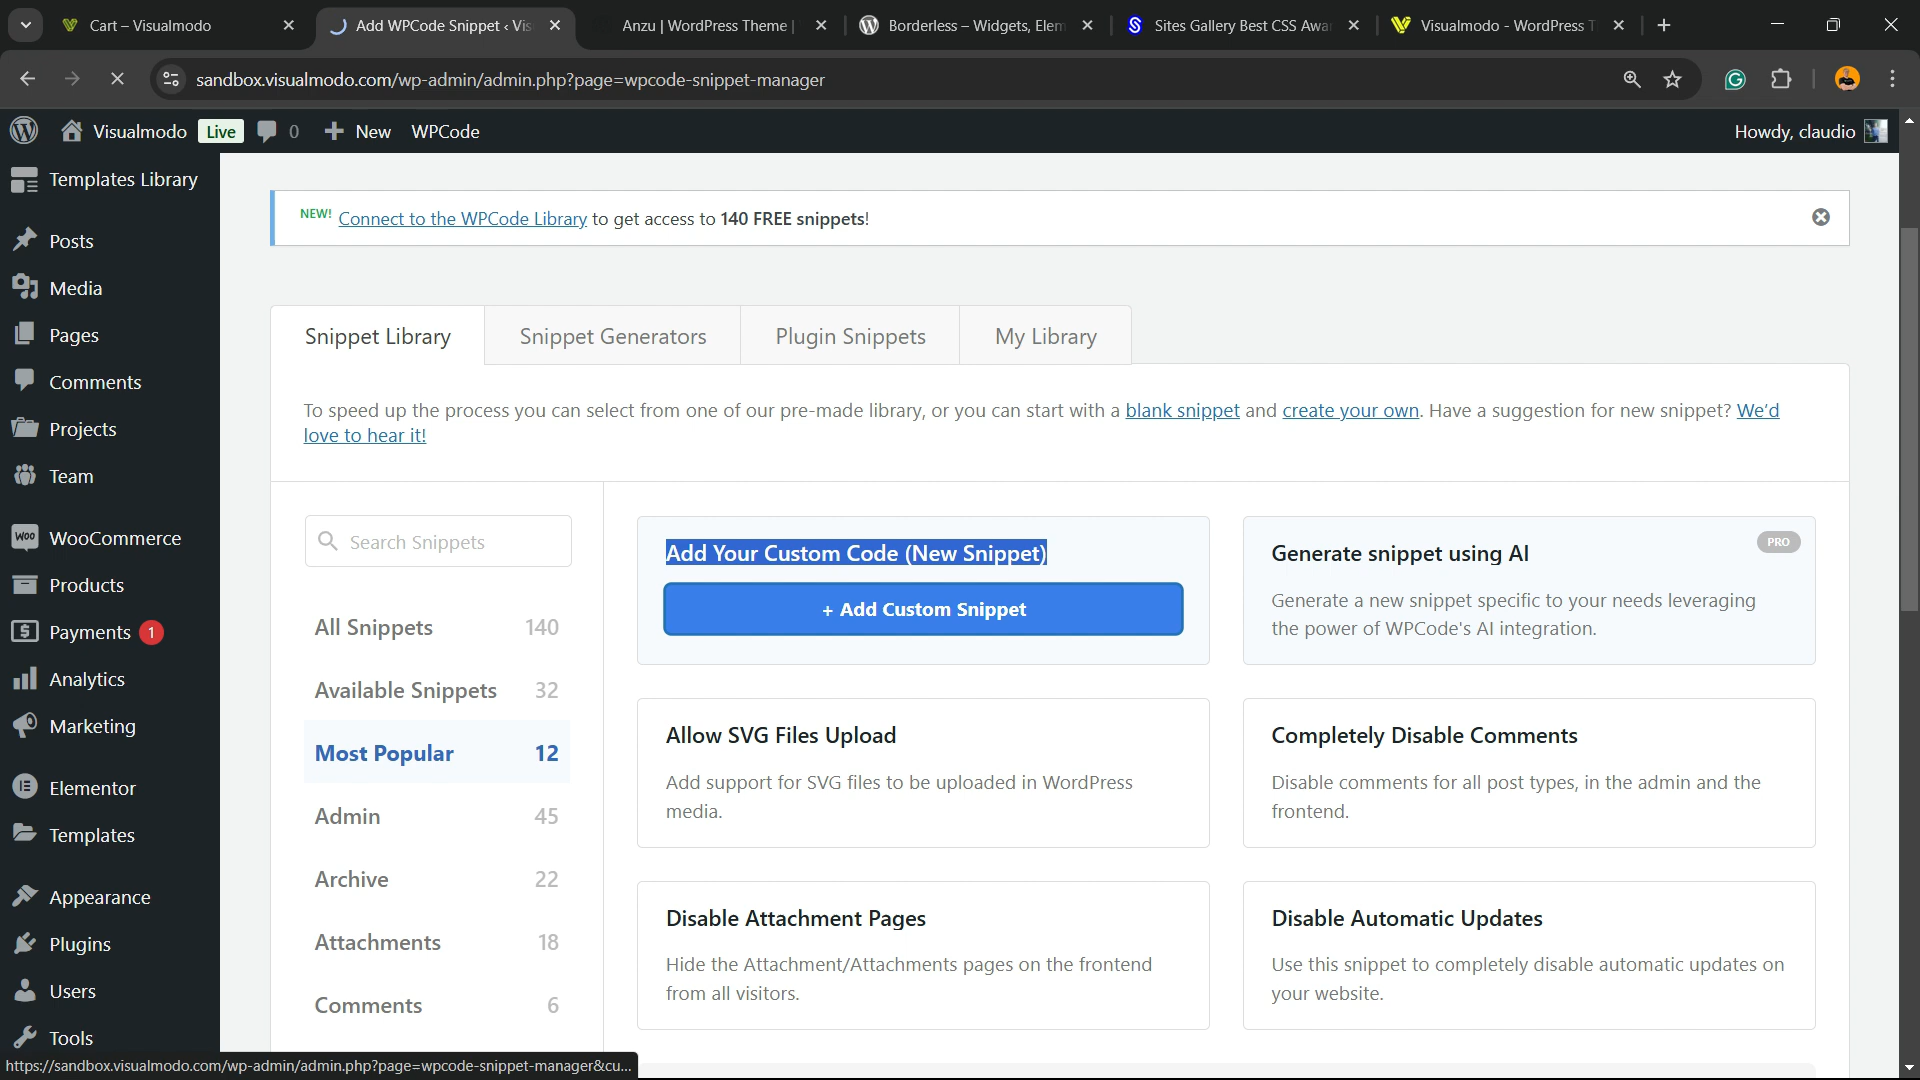 Cart – Visualmodo
Add WPCode Snippet ‹ Vis
Anzu | WordPress Theme |
Borderless – Widgets, Elem
Sites Gallery Best CSS Awar
Visualmodo - WordPress T
sandbox.visualmodo.com/wp-admin/admin.php?page=wpcode-snippet-manager
Visualmodo Live 0 New WPCode
Howdy, claudio
Templates Library
Posts
Media
Pages
Comments
Projects
Team
WooCommerce
Products
Payments 1
Analytics
Marketing
Elementor
Templates
Appearance
Plugins
Users
Tools
NEW! Connect to the WPCode Library to get access to 140 FREE snippets!
Snippet Library
Snippet Generators
Plugin Snippets
My Library
To speed up the process you can select from one of our pre-made library, or you can start with a blank snippet and create your own. Have a suggestion for new snippet? We'd
love to hear it!
Search Snippets
All Snippets 140
Available Snippets 32
Most Popular 12
Admin 45
Archive 22
Attachments 18
Comments 6
Add Your Custom Code (New Snippet)
+ Add Custom Snippet
Generate snippet using AI
PRO
Generate a new snippet specific to your needs leveraging
the power of WPCode's AI integration.
Allow SVG Files Upload
Add support for SVG files to be uploaded in WordPress
media.
Completely Disable Comments
Disable comments for all post types, in the admin and the
frontend.
Disable Attachment Pages
Hide the Attachment/Attachments pages on the frontend
from all visitors.
Disable Automatic Updates
Use this snippet to completely disable automatic updates on
your website.
https://sandbox.visualmodo.com/wp-admin/admin.php?page=wpcode-snippet-manager&cu...